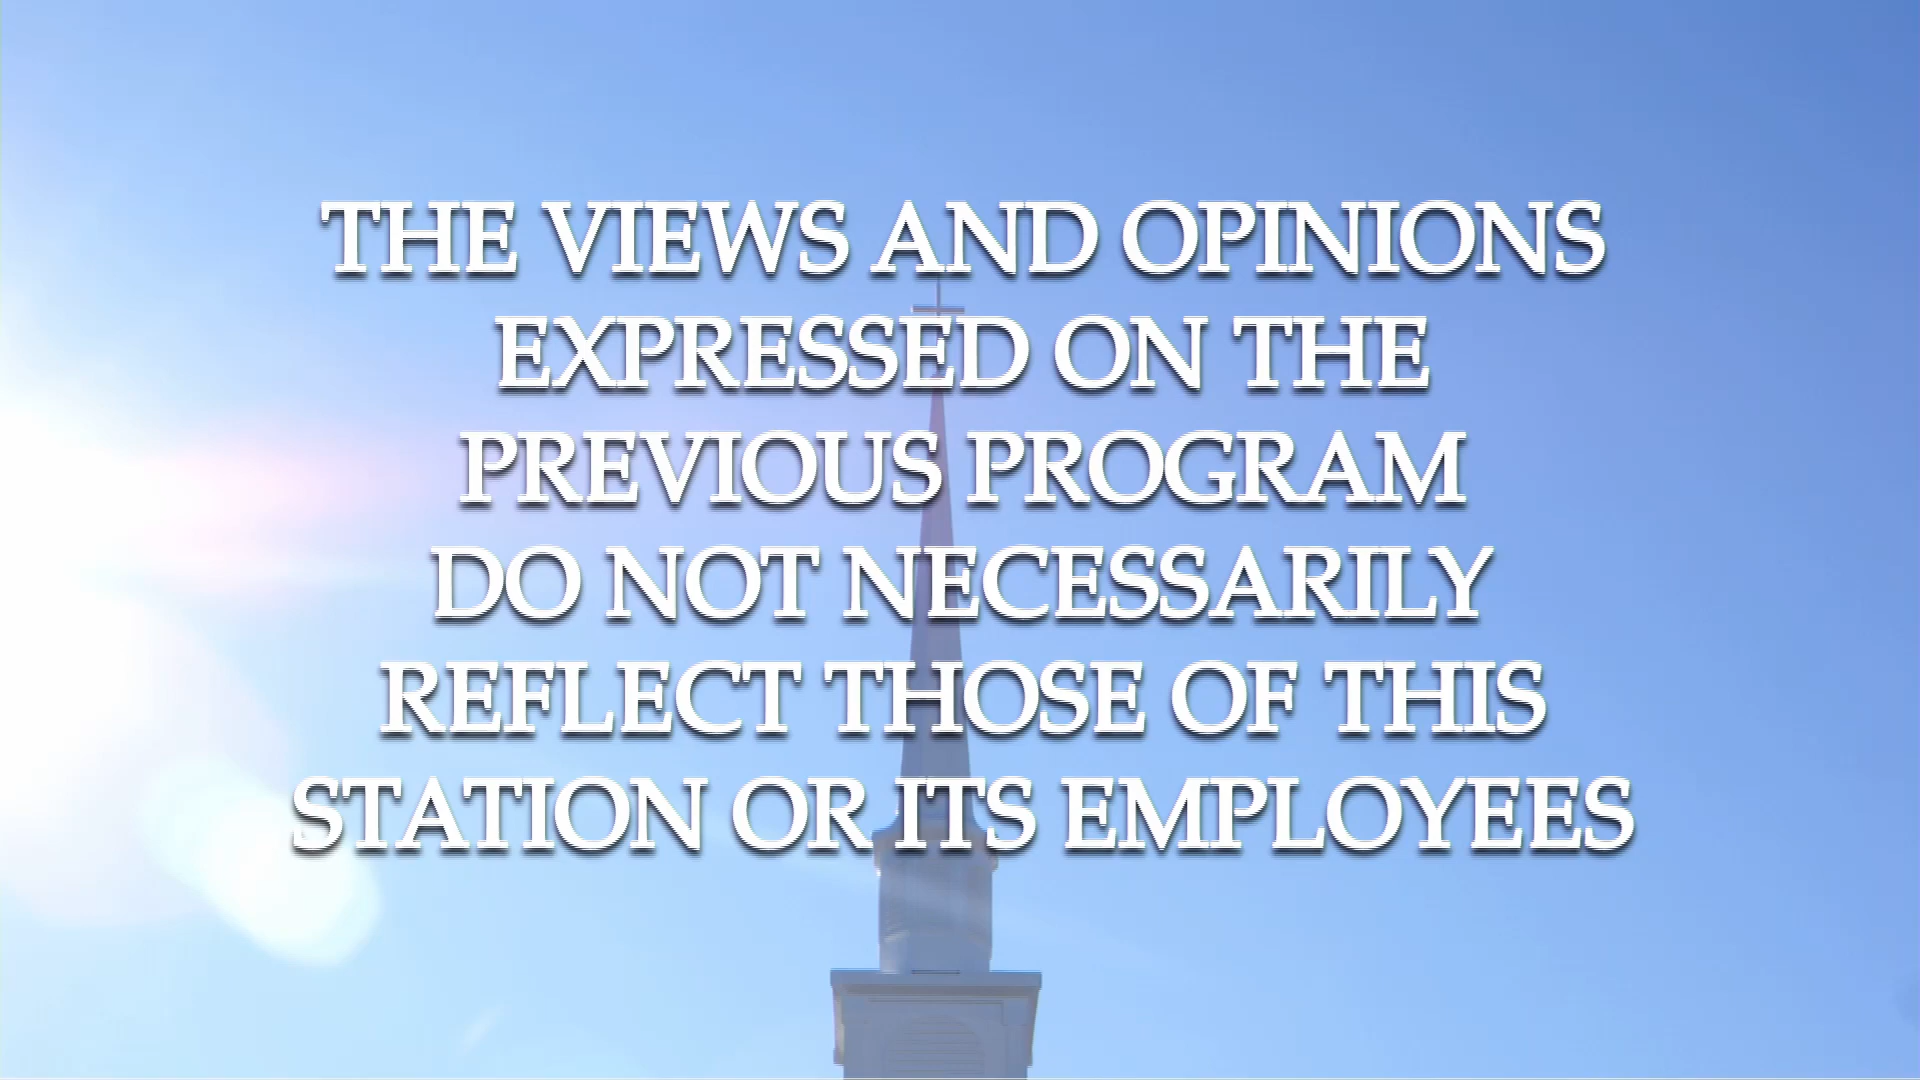 THE VIEWS AND OPINIONS
EXPRESSED ON THE
PREVIOUS PROGRAM
DO NOT NECESSARILY
REFLECT THOSE OF THIS
STATION OR ITS EMPLOYEES